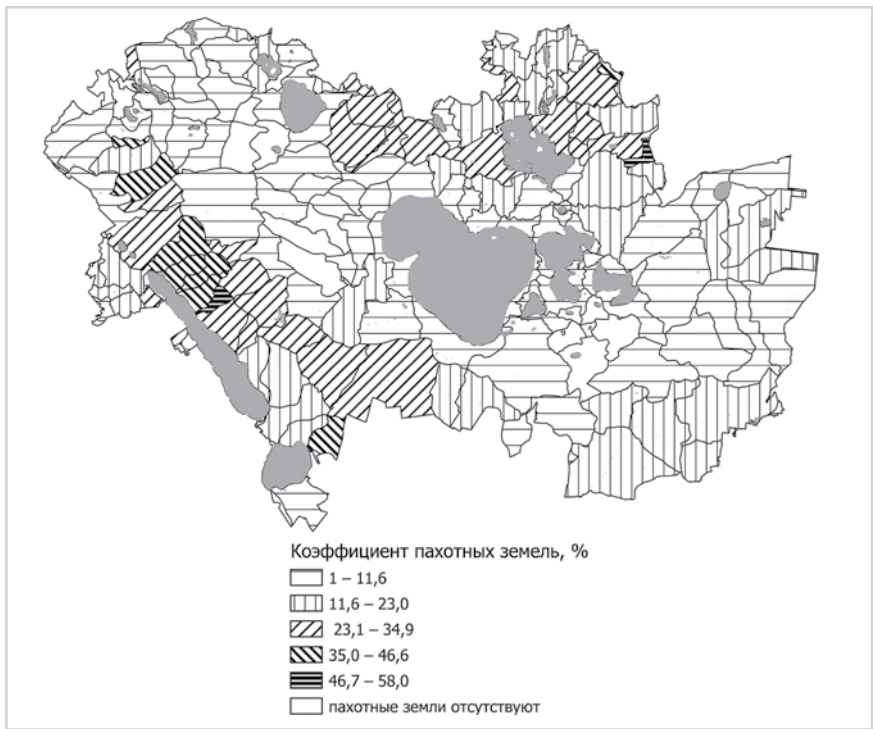 Коэффициент пахотных земель, %
1 – 11,6
11,6 – 23,0
23,1 – 34,9
35,0 – 46,6
46,7 – 58,0
пахотные земли отсутствуют